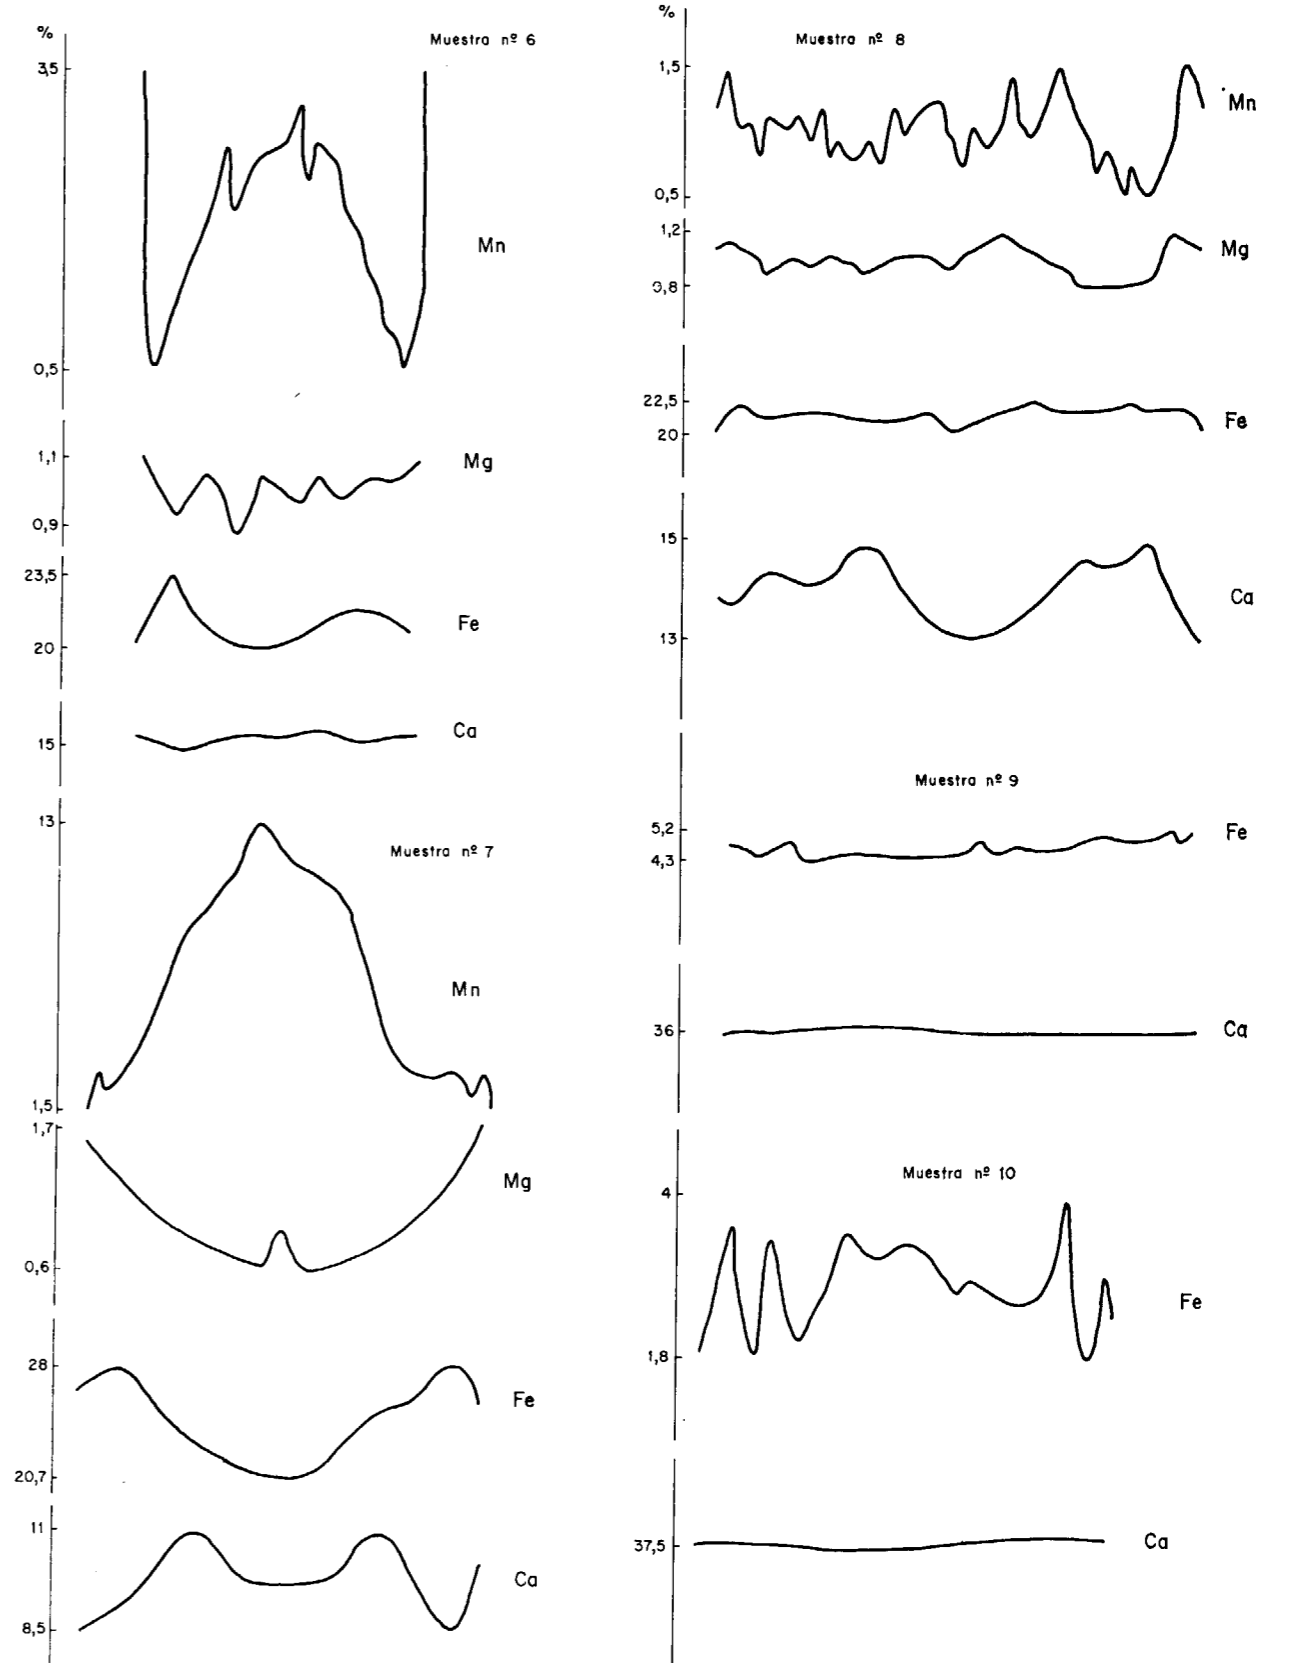 %
Muestra nº 6
3,5
Mn
0,5
1,1
Mg
0,9
23,5
Fe
20
Ca
15
13
Muestra nº 7
Mn
1,5
1,7
Mg
0,6
28
Fe
20,7
11
Ca
8,5
%
Muestra nº 8
1,5
Mn
0,5
1,2
Mg
0,8
22,5
Fe
20
15
Ca
13
Muestra nº 9
5,2
Fe
4,3
36
Ca
Muestra nº 10
4
Fe
1,8
37,5
Ca